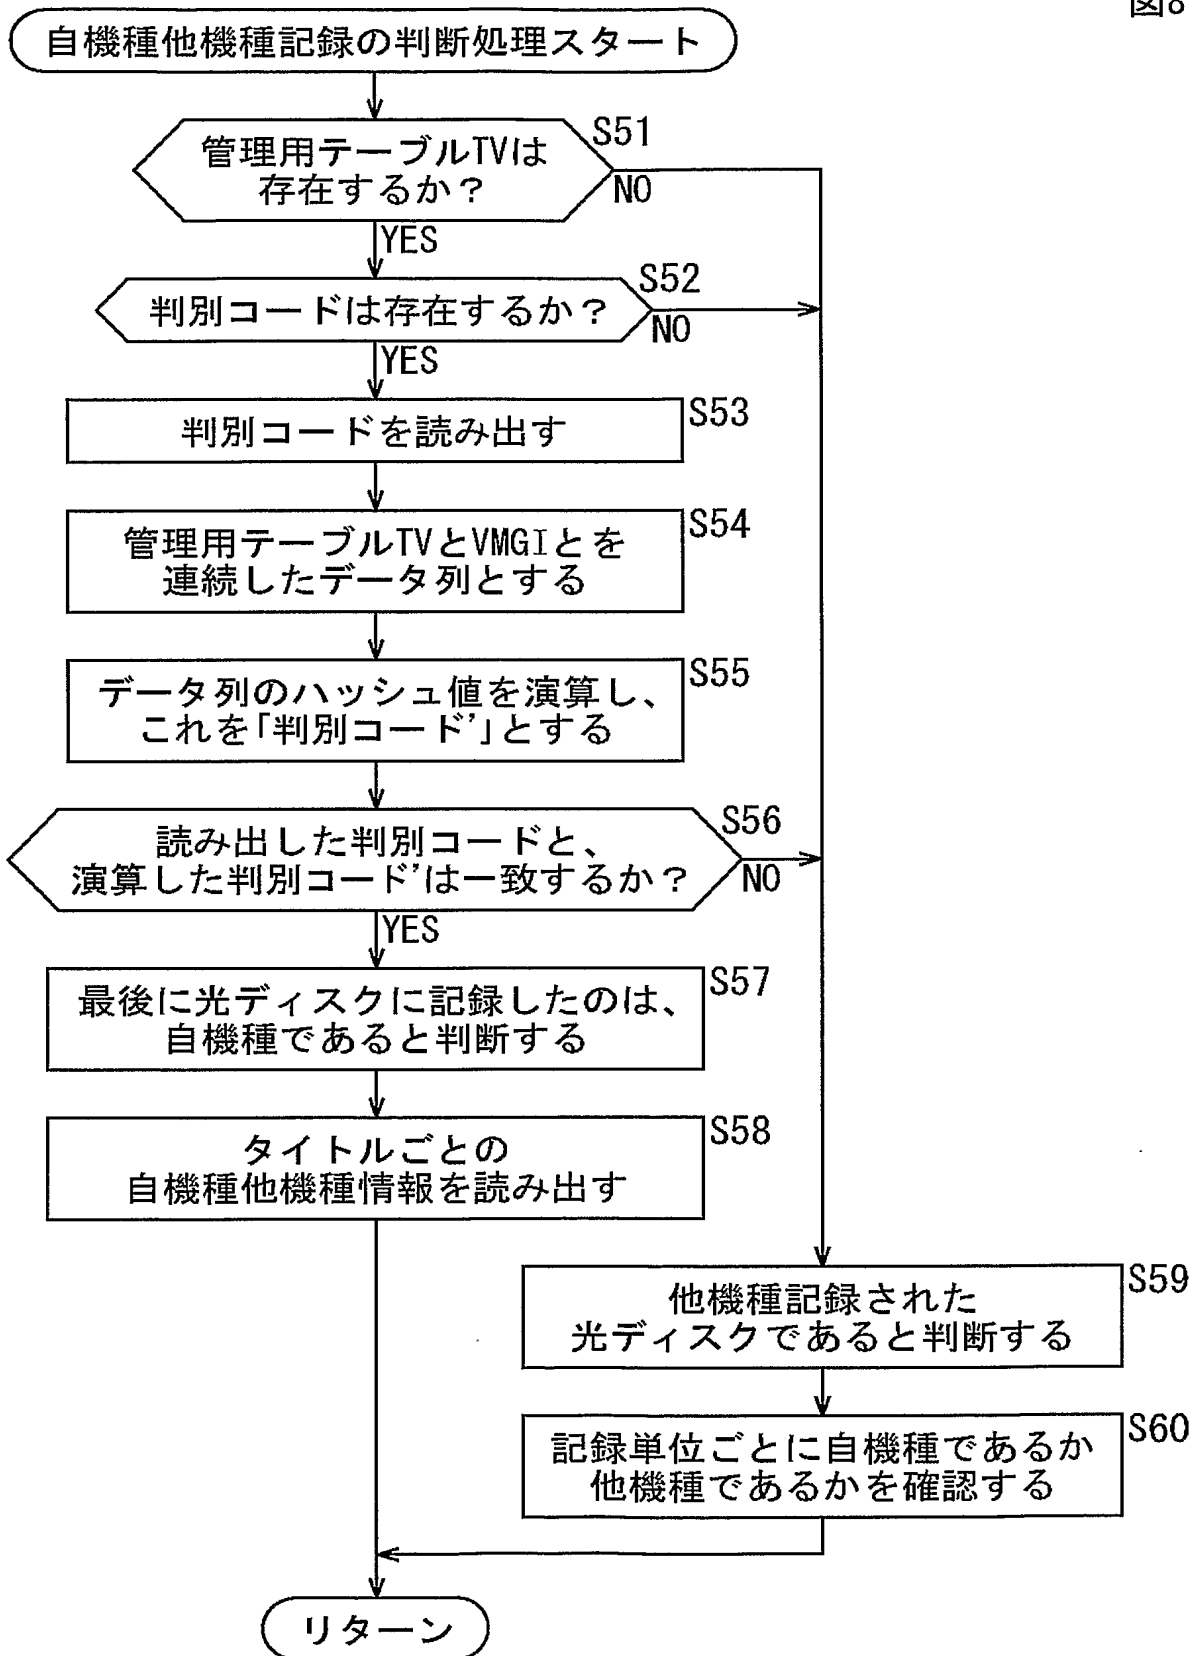 図8
自機種他機種記録の判断処理スタート
S51
管理用テーブルTVは
存在するか?
NO
YES
S52
判別コードは存在するか?
NO
YES
S53
判別コードを読み出す
S54
管理用テーブルTVとVMGIとを
連続したデータ列とする
S55
データ列のハッシュ値を演算し、
これを「判別コード'」とする
S56
読み出した判別コードと、
演算した判別コード'は一致するか?
NO
YES
S57
最後に光ディスクに記録したのは、
自機種であると判断する
S58
タイトルごとの
自機種他機種情報を読み出す
S59
他機種記録された
光ディスクであると判断する
S60
記録単位ごとに自機種であるか
他機種であるかを確認する
リターン